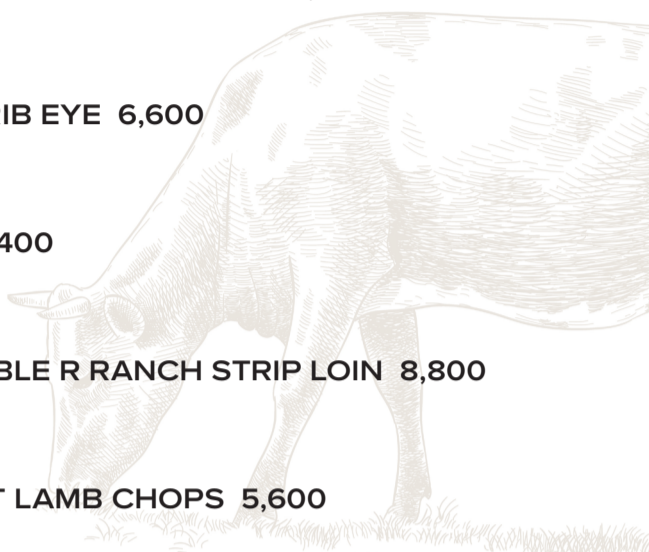 IB EYE 6,600
400
BLE R RANCH STRIP LOIN 8,800
LAMB CHOPS 5,600